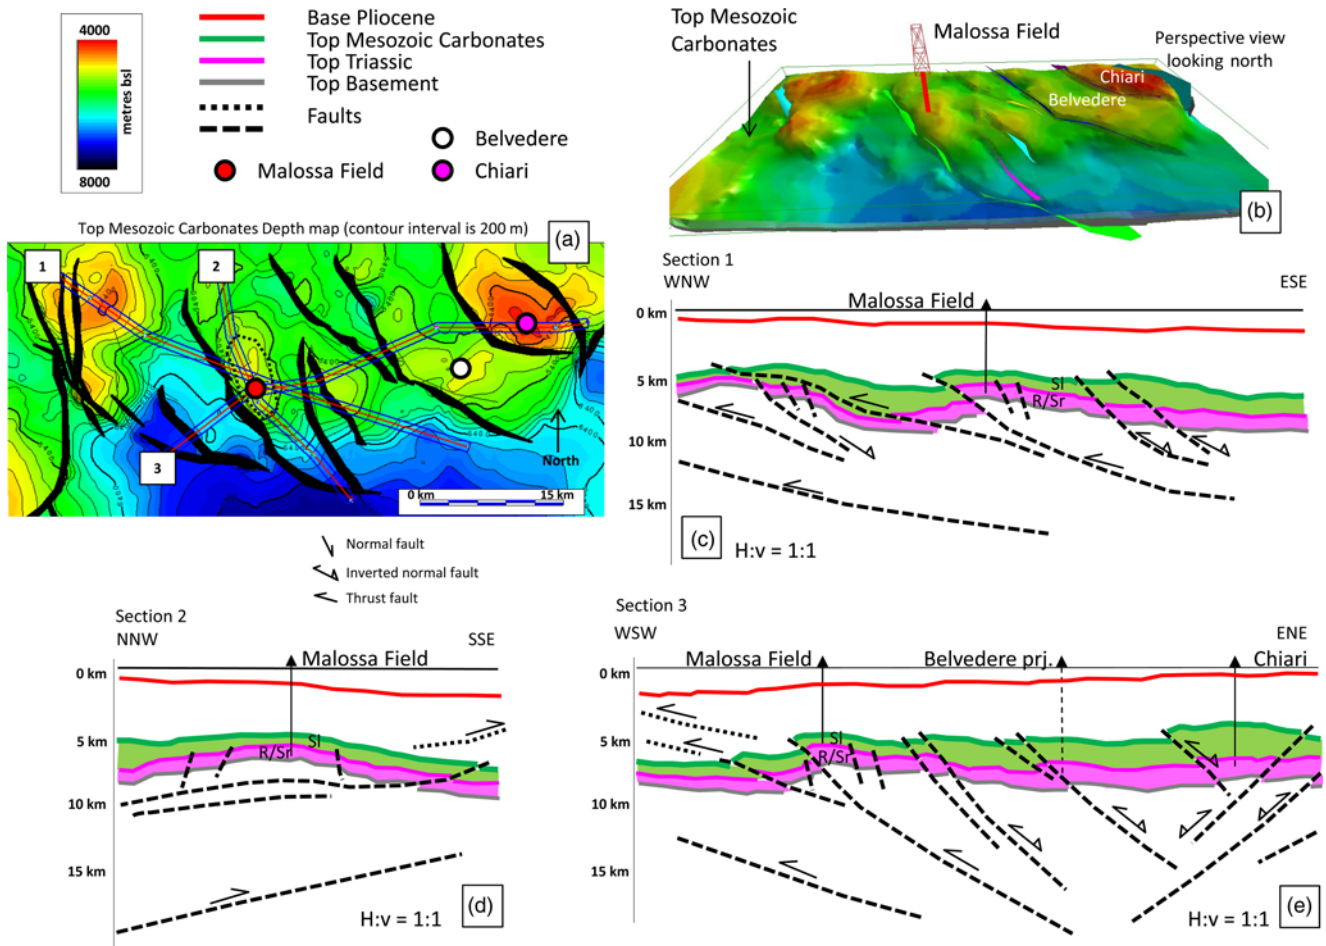 4000
metres bsl
8000
Base Pliocene
Top Mesozoic Carbonates
Top Triassic
Top Basement
Faults
Belvedere
Malossa Field
Chiari
Top Mesozoic
Carbonates
Malossa Field
Perspective view
looking north
Chiari
Belvedere
(b)
Top Mesozoic Carbonates Depth map (contour interval is 200 m)
(a)
1
2
3
North
0 km
15 km
Normal fault
Inverted normal fault
Thrust fault
Section 1
WNW
ESE
Malossa Field
0 km
5 km
10 km
15 km
Sl
R/Sr
(c)
H:v = 1:1
Section 2
NNW
SSE
Malossa Field
0 km
5 km
10 km
15 km
Sl
R/Sr
(d)
H:v = 1:1
Section 3
WSW
ENE
Malossa Field
Belvedere prj.
Chiari
0 km
5 km
10 km
15 km
Sl
R/Sr
H:v = 1:1
(e)